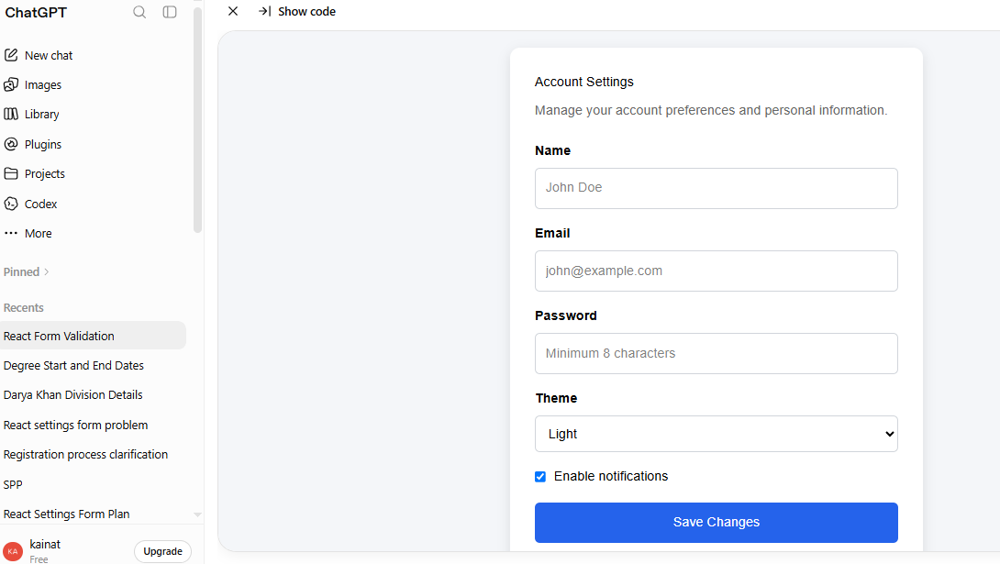 ChatGPT
New chat
Images
Library
Plugins
Projects
Codex
More
Pinned
Recents
React Form Validation
Degree Start and End Dates
Darya Khan Division Details
React settings form problem
Registration process clarification
SPP
React Settings Form Plan
KA
kainat
Free
Upgrade
Show code
Account Settings
Manage your account preferences and personal information.
Name
John Doe
Email
john@example.com
Password
Minimum 8 characters
Theme
Light
Enable notifications
Save Changes